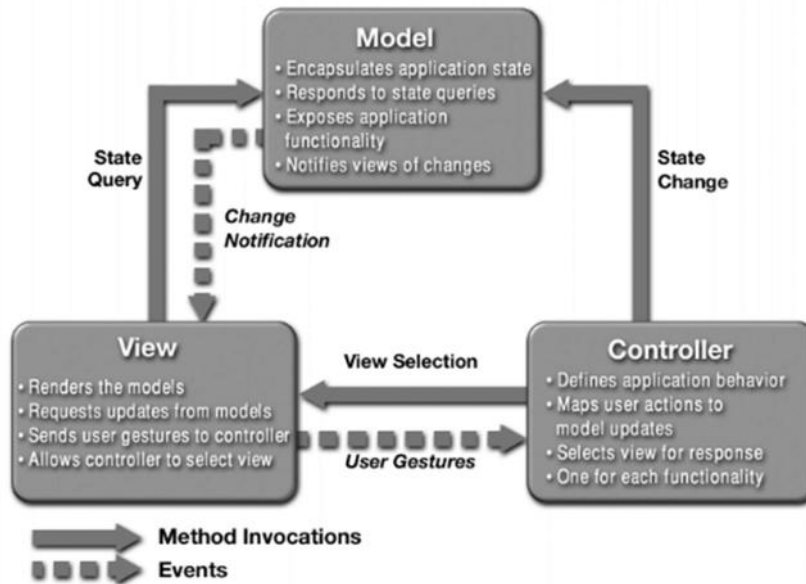 Model
• Encapsulates application state
• Responds to state queries
• Exposes application
functionality
• Notifies views of changes
State
Query
State
Change
Change
Notification
View
• Renders the models
• Requests updates from models
• Sends user gestures to controller
• Allows controller to select view
View Selection
User Gestures
Controller
• Defines application behavior
• Maps user actions to
model updates
• Selects view for response
• One for each functionality
Method Invocations
Events